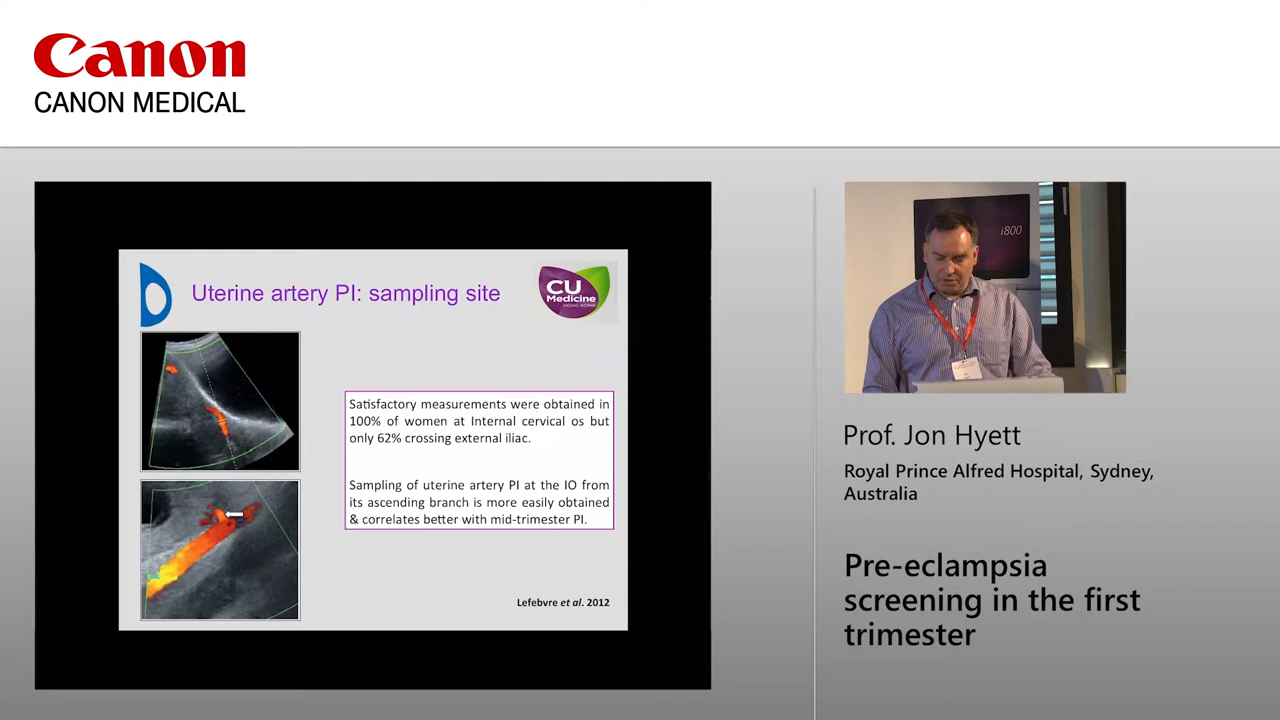 Canon
CANON MEDICAL
Uterine artery PI: sampling site
CU
Medicine
HONG KONG
Satisfactory measurements were obtained in
100% of women at Internal cervical os but
only 62% crossing external iliac.
Sampling of uterine artery PI at the IO from
its ascending branch is more easily obtained
& correlates better with mid-trimester PI.
Lefebvre et al. 2012
i800
Prof. Jon Hyett
Royal Prince Alfred Hospital, Sydney,
Australia
Pre-eclampsia
screening in the first
trimester